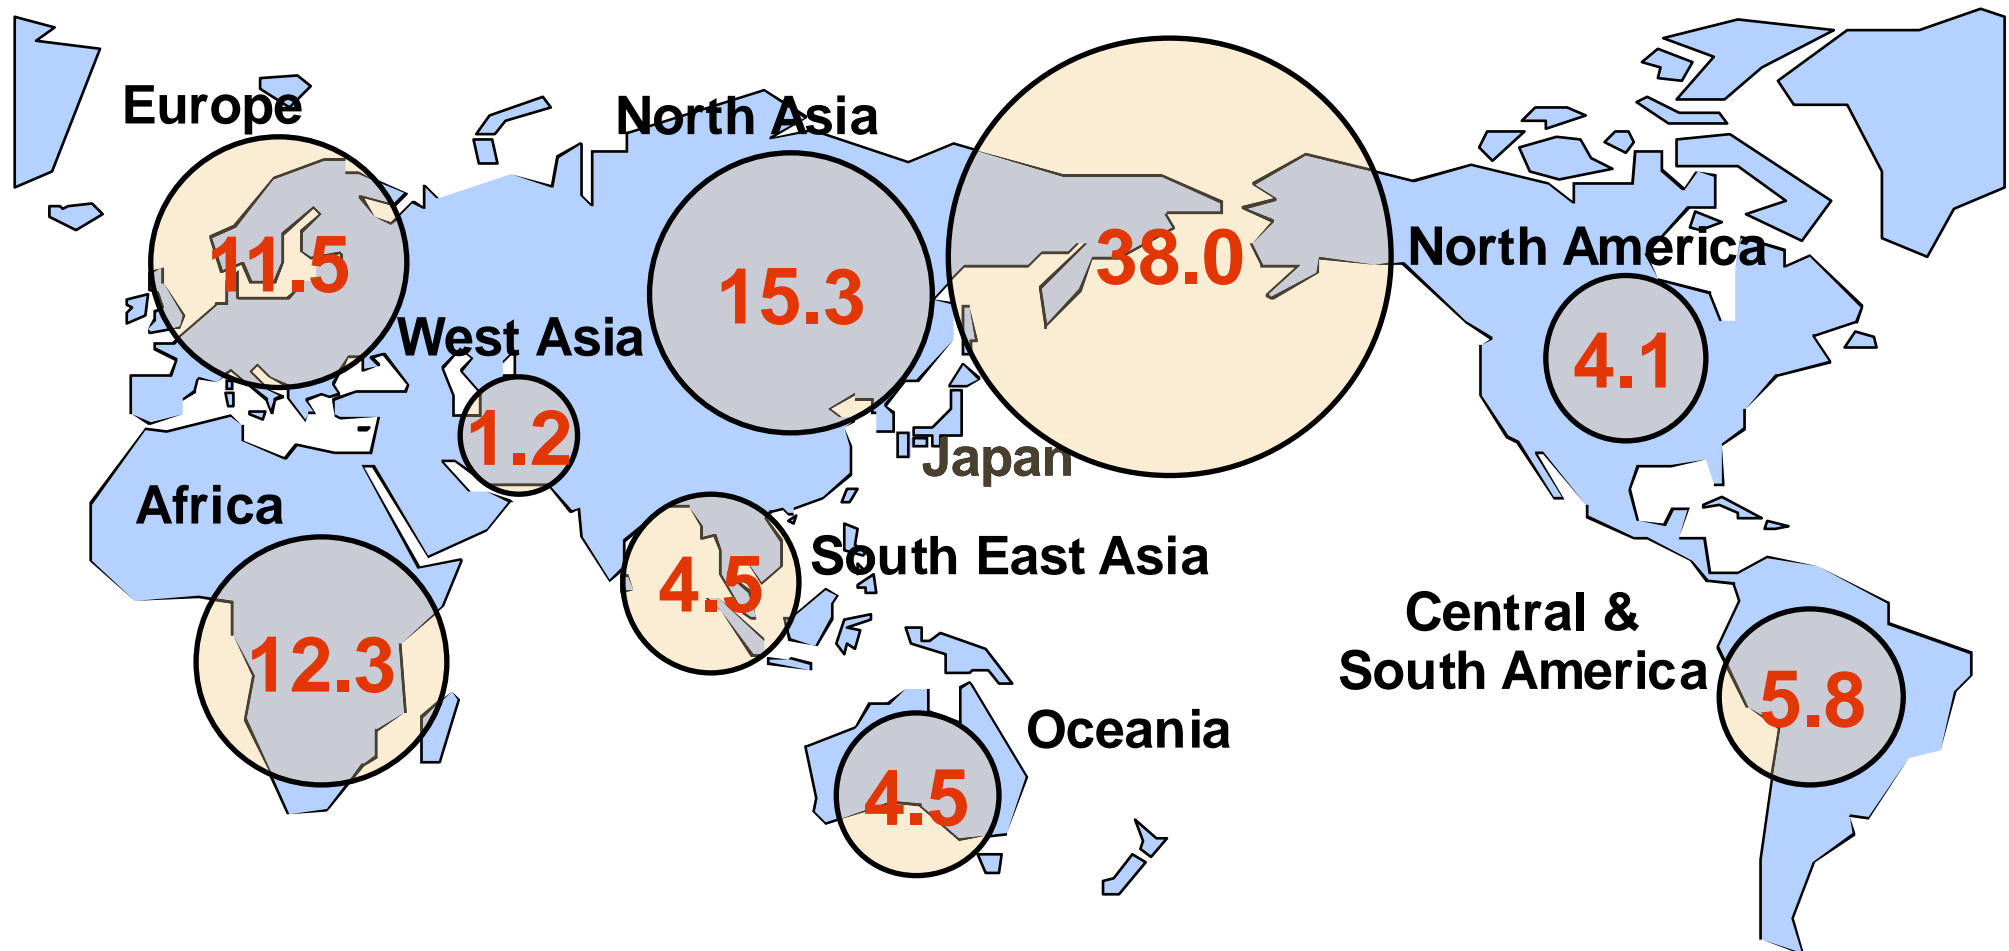 Europe
11.5
North Asia
15.3
38.0
Japan
North America
4.1
West Asia
1.2
Africa
12.3
South East Asia
4.5
Central &
South America
5.8
Oceania
4.5